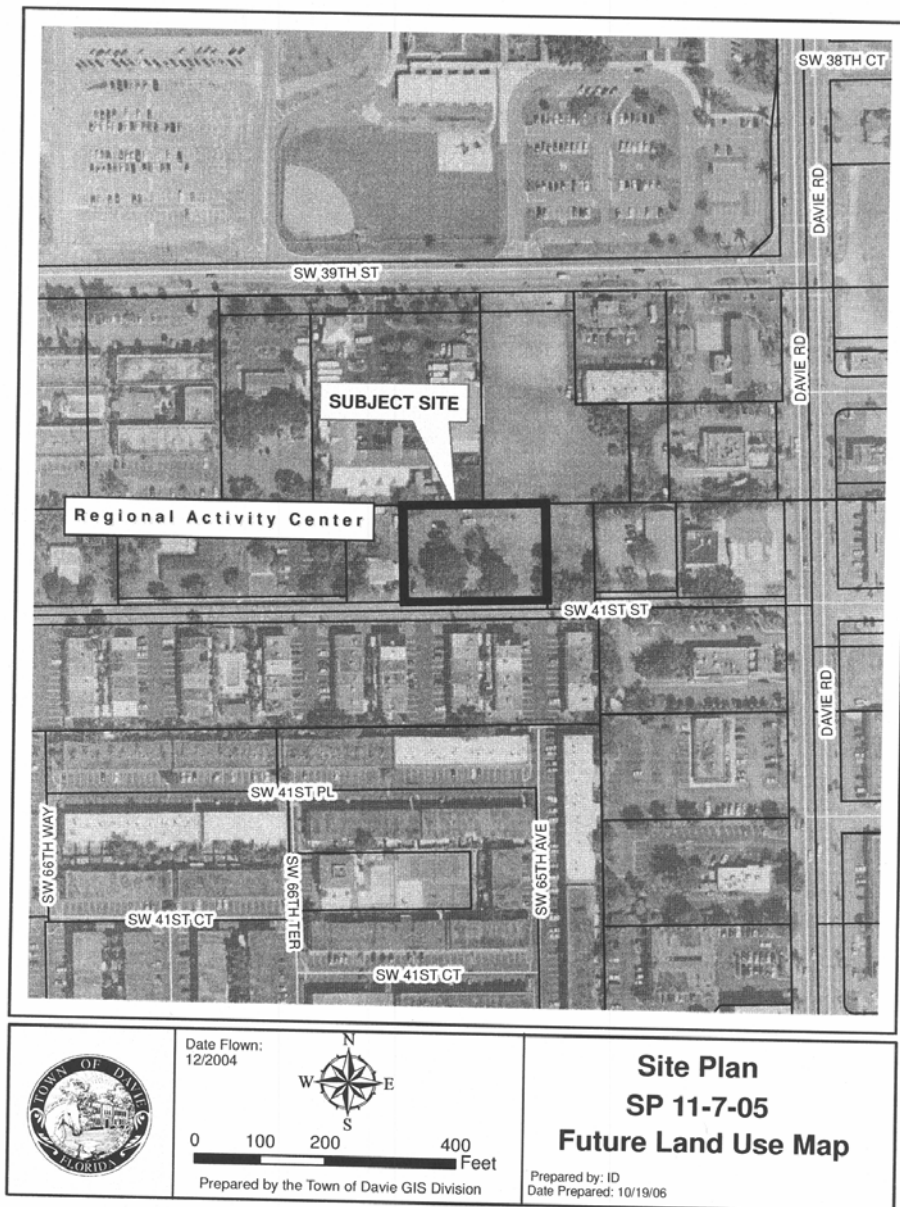 SW 38TH CT
DAVIE RD
SW 39TH ST
DAVIE RD
SUBJECT SITE
Regional Activity Center
SW 41ST ST
DAVIE RD
SW 41ST PL
SW 66TH WAY
SW 66TH TER
SW 65TH AVE
SW 41ST CT
SW 41ST CT
TOWN OF DAVIE
FLORIDA
Date Flown:
12/2004
N
W E
S
0 100 200 400
Feet
Prepared by the Town of Davie GIS Division
Site Plan
SP 11-7-05
Future Land Use Map
Prepared by: ID
Date Prepared: 10/19/06